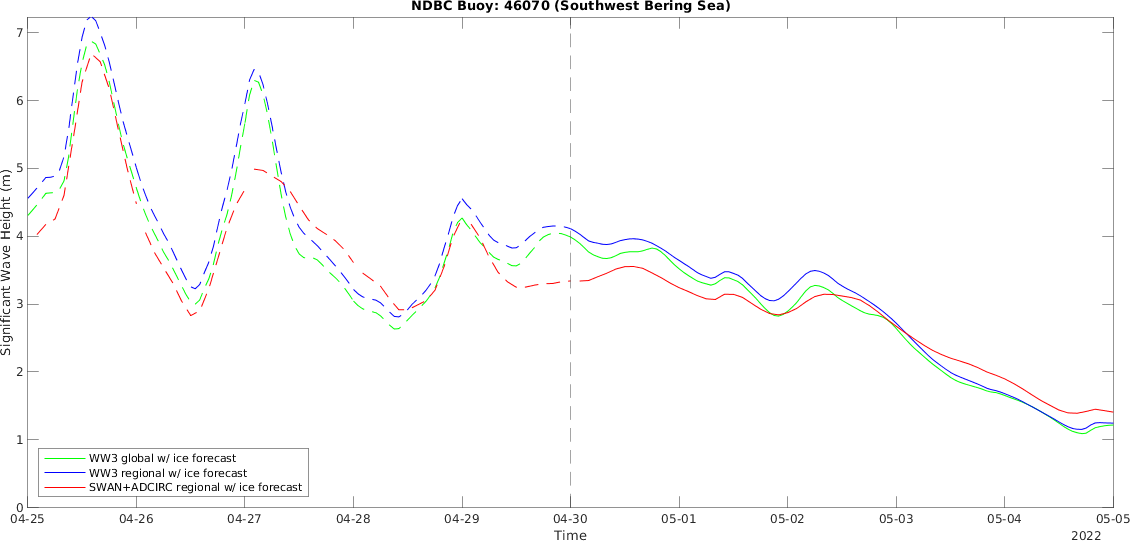 NDBC Buoy: 46070 (Southwest Bering Sea)
7
6
5
4
3
2
1
0
Significant Wave Height (m)
WW3 global w/ ice forecast
WW3 regional w/ ice forecast
SWAN+ADCIRC regional w/ ice forecast
04-25 04-26 04-27 04-28 04-29 04-30 05-01 05-02 05-03 05-04 05-05
Time
2022